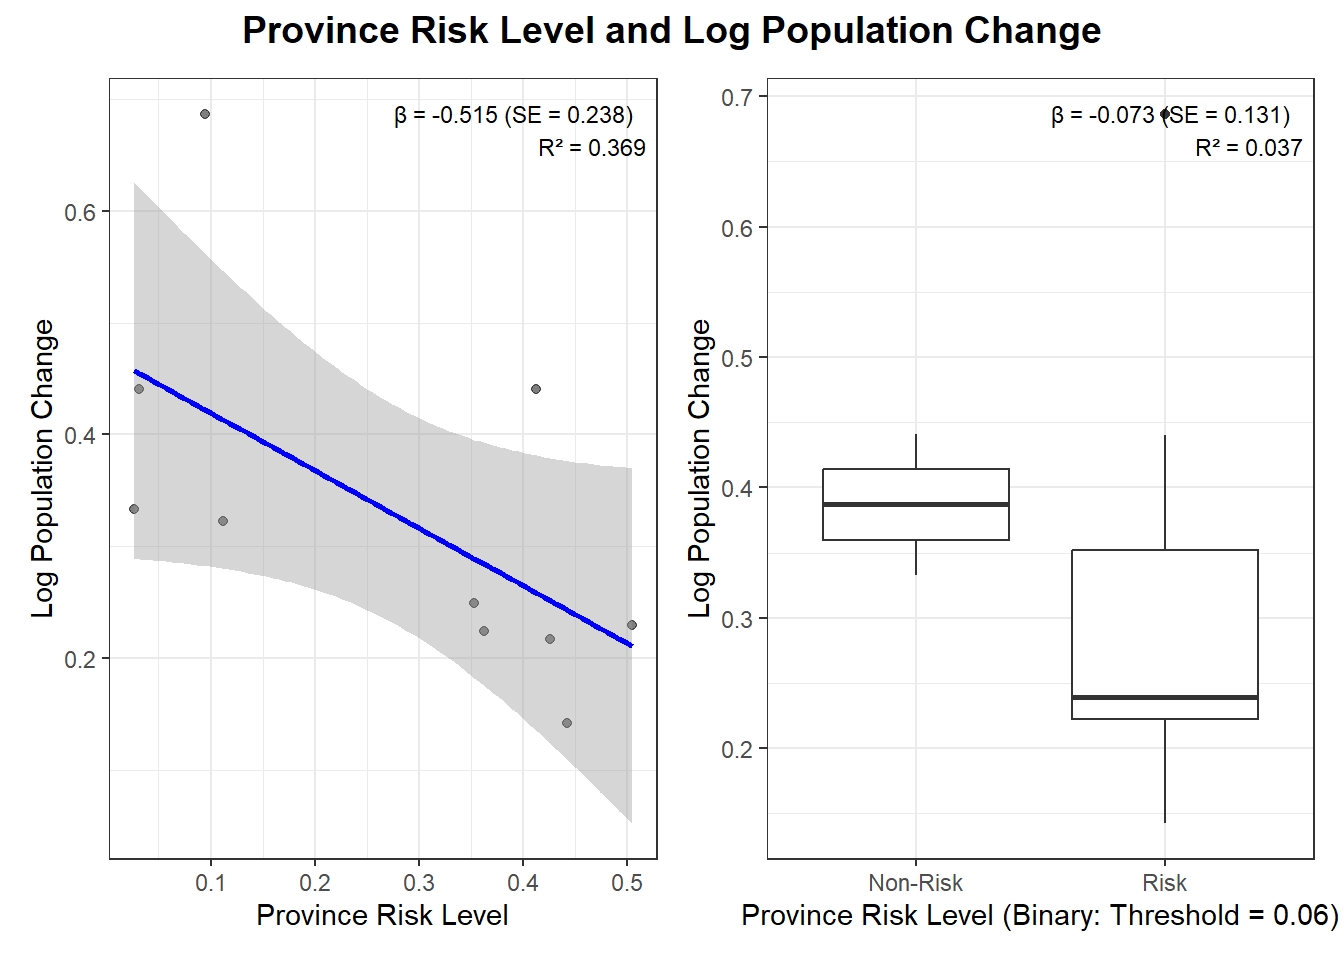 Province Risk Level and Log Population Change
β = -0.515 (SE = 0.238)
R² = 0.369
0.6
0.4
0.2
Log Population Change
0.1 0.2 0.3 0.4 0.5
Province Risk Level
β = -0.073 (SE = 0.131)
R² = 0.037
0.7
0.6
0.5
0.4
0.3
0.2
Log Population Change
Non-Risk Risk
Province Risk Level (Binary: Threshold = 0.06)